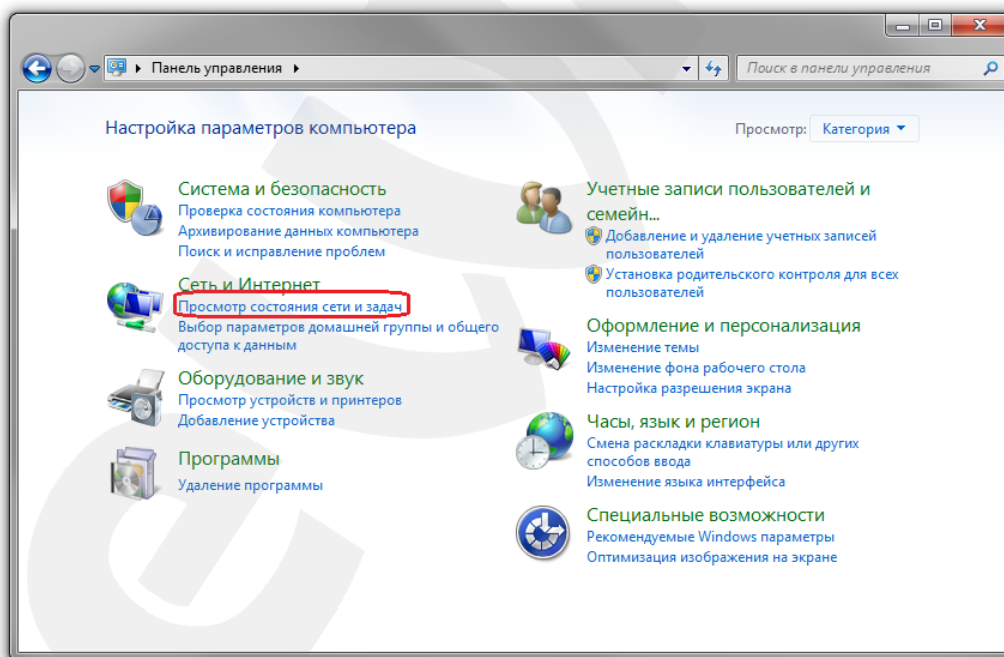 Панель управления
Поиск в панели управления
Настройка параметров компьютера
Просмотр: Категория
Система и безопасность
Проверка состояния компьютера
Архивирование данных компьютера
Поиск и исправление проблем
Сеть и Интернет
Просмотр состояния сети и задач
Выбор параметров домашней группы и общего
доступа к данным
Оборудование и звук
Просмотр устройств и принтеров
Добавление устройства
Программы
Удаление программы
Учетные записи пользователей и
семейн...
Добавление и удаление учетных записей
пользователей
Установка родительского контроля для всех
пользователей
Оформление и персонализация
Изменение темы
Изменение фона рабочего стола
Настройка разрешения экрана
Часы, язык и регион
Смена раскладки клавиатуры или других
способов ввода
Изменение языка интерфейса
Специальные возможности
Рекомендуемые Windows параметры
Оптимизация изображения на экране